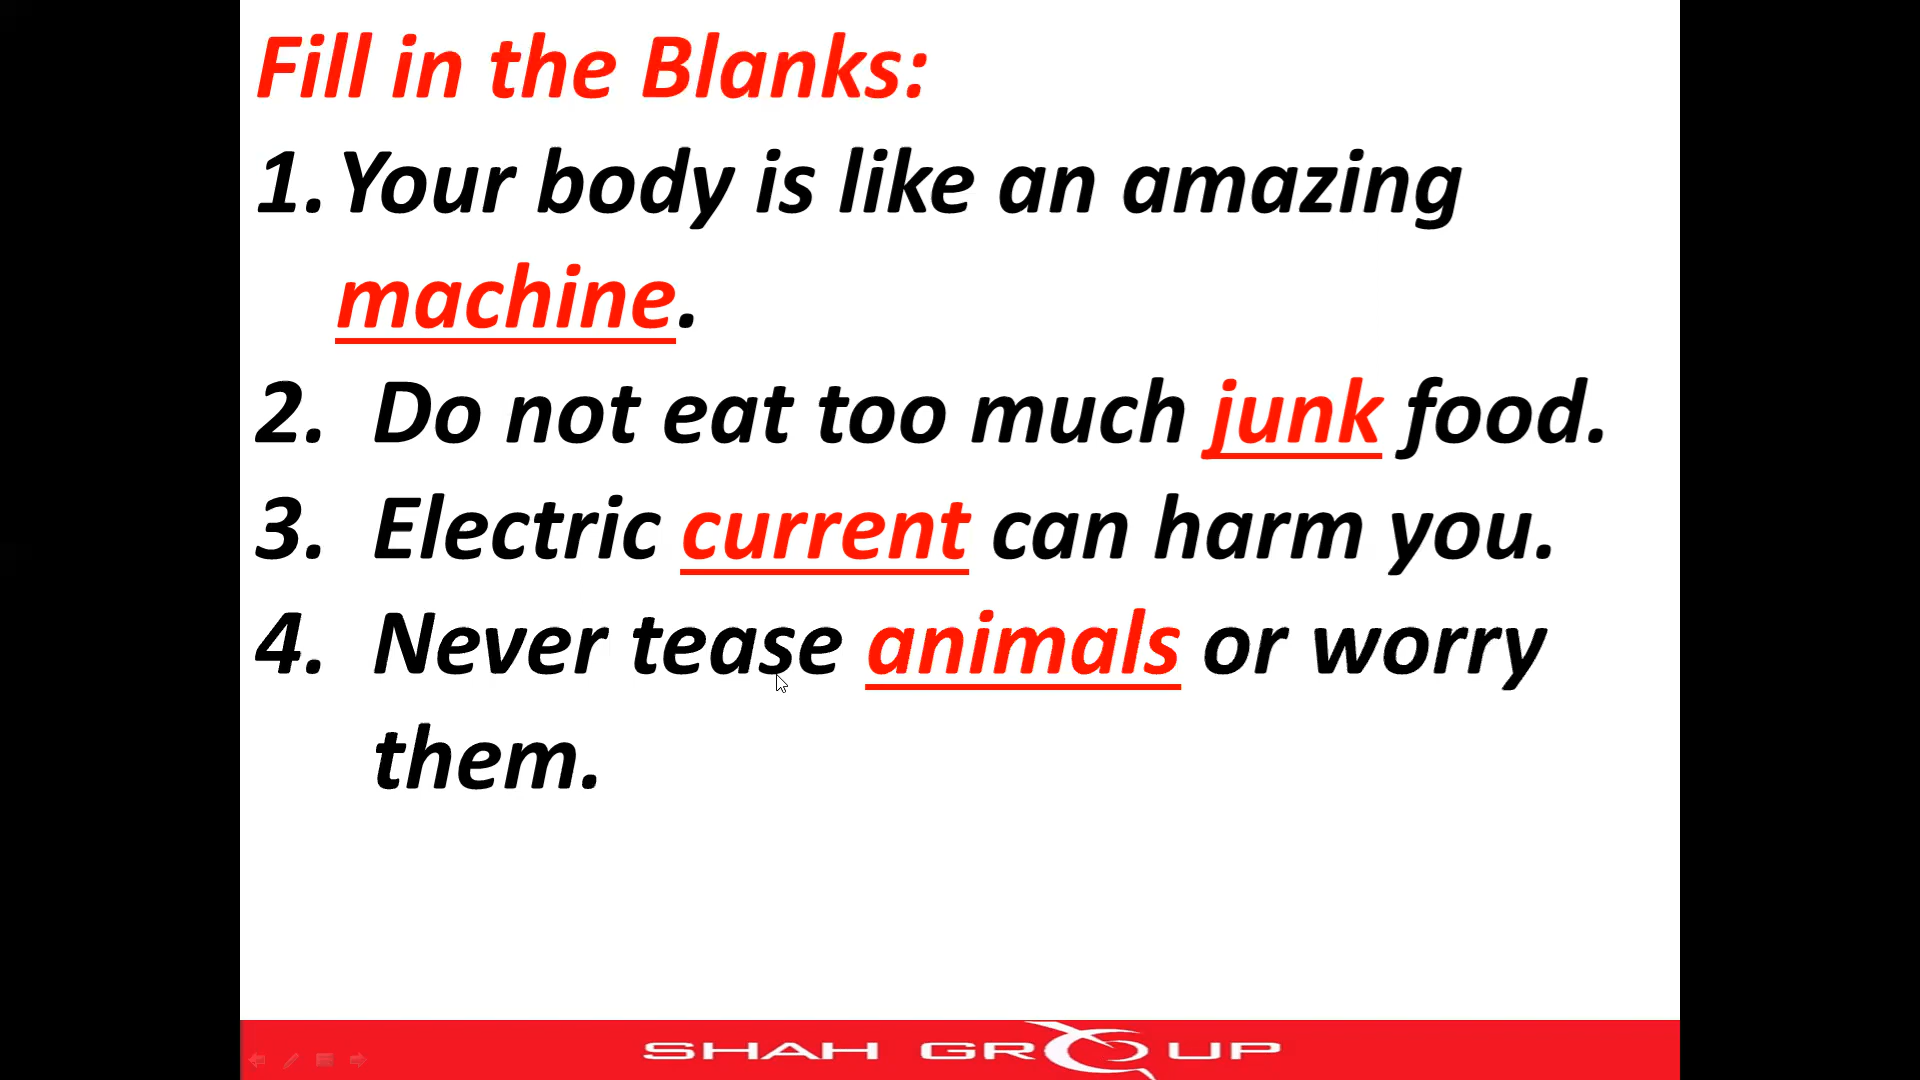 Fill in the Blanks:
1. Your body is like an amazing
machine.
2. Do not eat too much junk food.
3. Electric current can harm you.
4. Never tease animals or worry
them.
SHAH GROUP